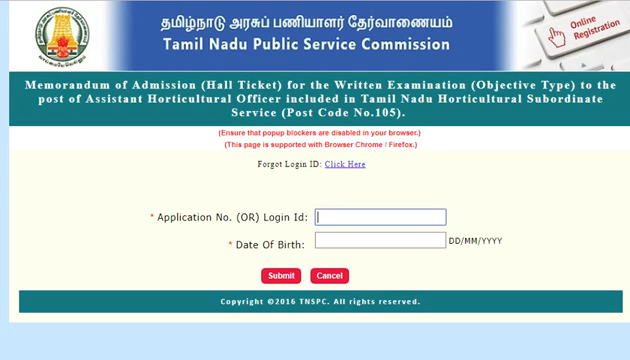 தமிழ்நாடு அரசுப் பணியாளர் தேர்வாணையம்
Tamil Nadu Public Service Commission
Online
Registration
Memorandum of Admission (Hall Ticket) for the Written Examination (Objective Type) to the
post of Assistant Horticultural Officer included in Tamil Nadu Horticultural Subordinate
Service (Post Code No.105).
(Ensure that popup blockers are disabled in your browser.)
(This page is supported with Browser Chrome / Firefox.)
Forgot Login ID: Click Here
* Application No. (OR) Login Id:
* Date Of Birth: DD/MM/YYYY
Submit Cancel
Copyright ©2016 TNSPC. All rights reserved.